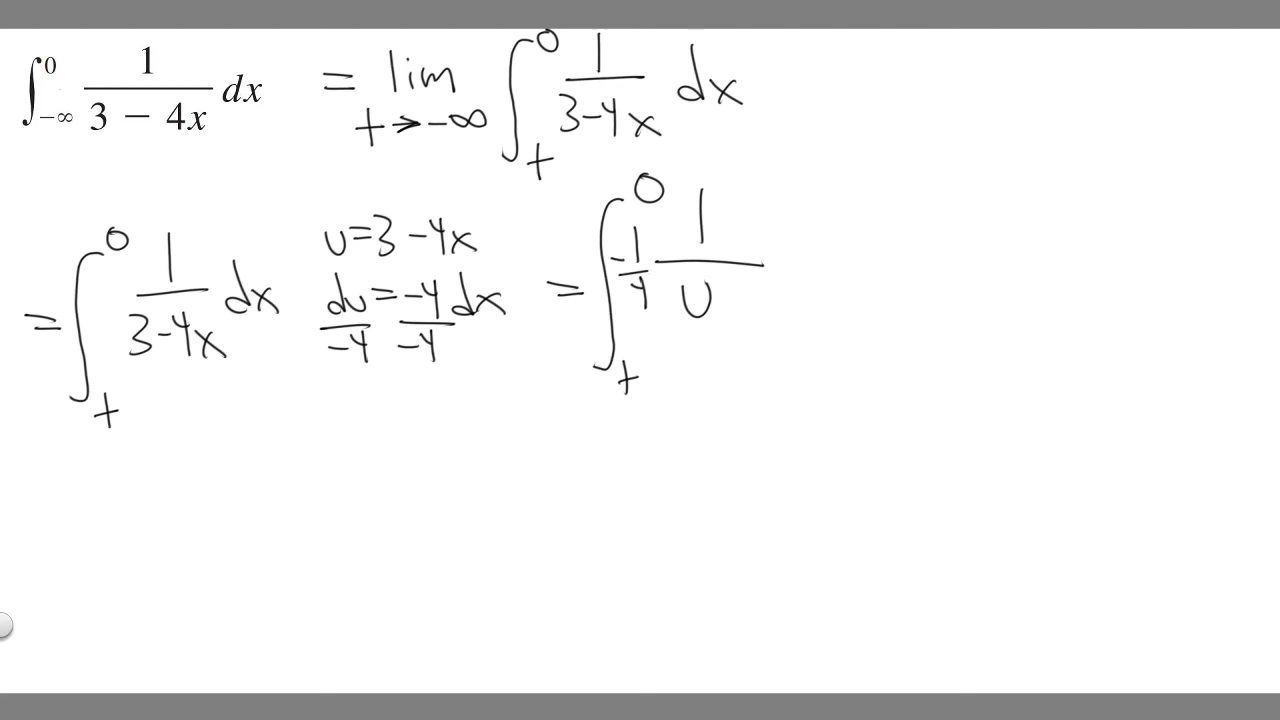 ∫_{-∞}^{0} 1/(3 − 4x) dx = lim_{t→-∞} ∫_{t}^{0} 1/(3-4x) dx
= ∫_{t}^{0} 1/(3-4x) dx
u=3-4x
du/-4 = -4dx/-4
= ∫_{t}^{0} -1/4 1/u